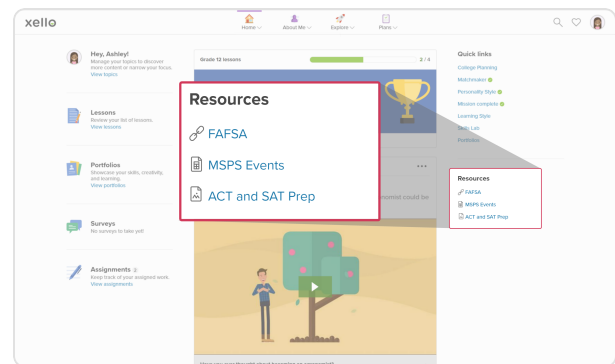 xello
Home
About Me
Explore
Plans
Hey, Ashley!
Manage your topics to discover
more content or narrow your focus.
View topics
Lessons
Review your list of lessons.
View lessons
Portfolios
Showcase your skills, creativity,
and learning.
View portfolios
Surveys
No surveys to take yet!
Assignments
Keep track of your assigned work
View assignments
Grade 12 lessons
2 / 4
Resources
FAFSA
MSPS Events
ACT and SAT Prep
onomist could be
Quick links
College Planning
Matchmaker
Personality Style
Mission complete
Learning Style
Skills Lab
Portfolio
Resources
FAFSA
MSPS Events
ACT and SAT Prep